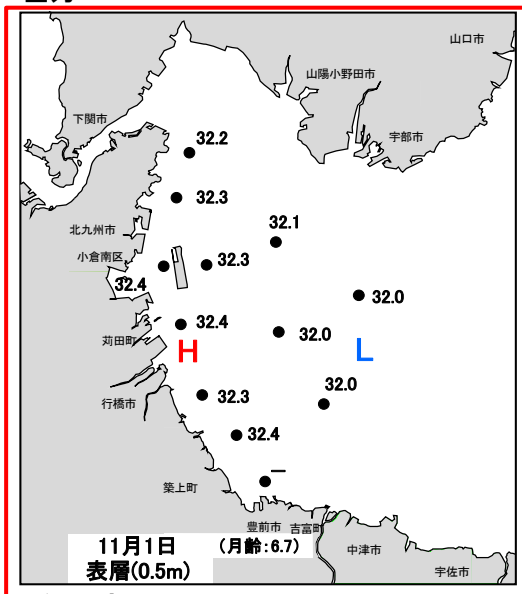 山口市
山陽小野田市
下関市
宇部市
32.2
32.3
32.1
北九州市
小倉南区
32.3
32.4
32.0
32.4
32.0
苅田町
H
L
32.3
32.0
行橋市
32.4
—
築上町
豊前市
吉富町
11月1日 (月齢:6.7)
中津市
表層(0.5m)
宇佐市